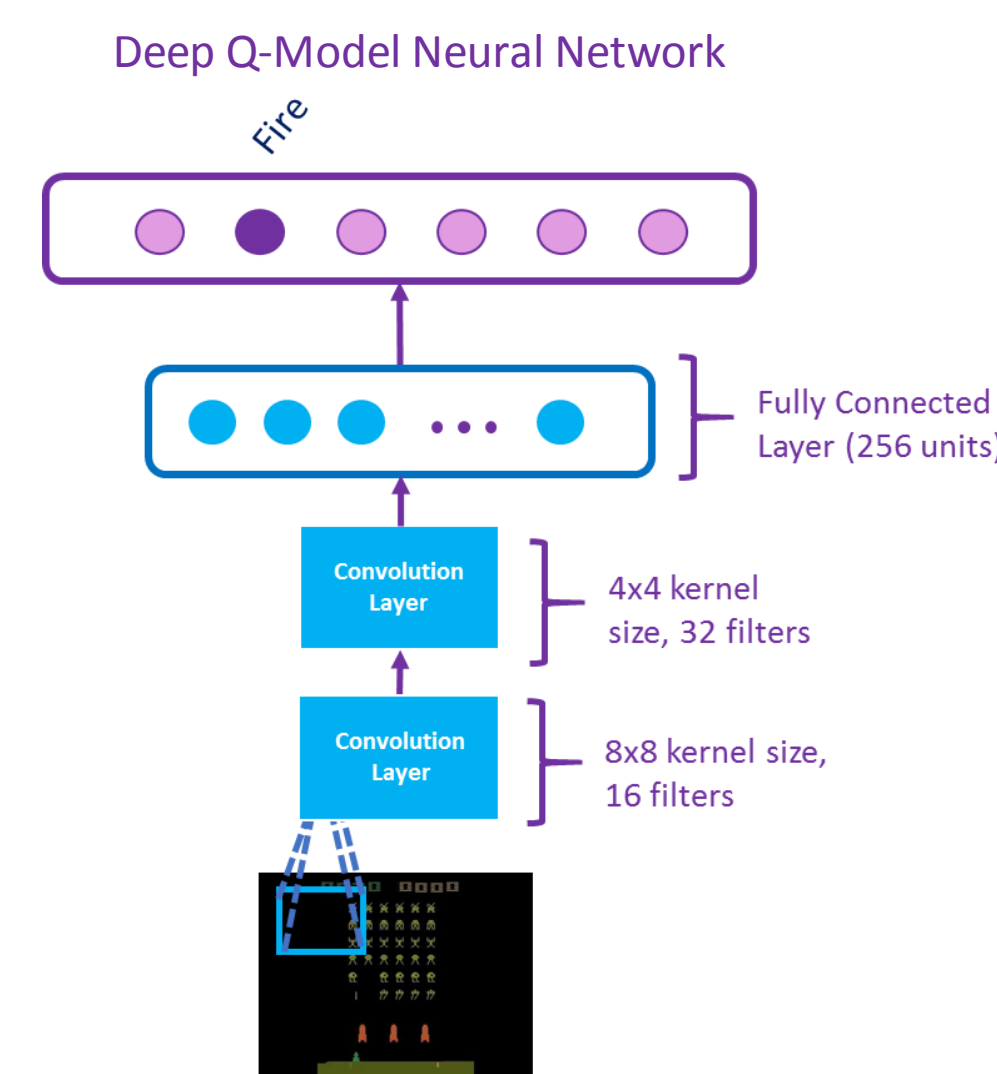 Deep Q-Model Neural Network
Fire
Fully Connected
Layer (256 units)
Convolution
Layer
4x4 kernel
size, 32 filters
Convolution
Layer
8x8 kernel size,
16 filters